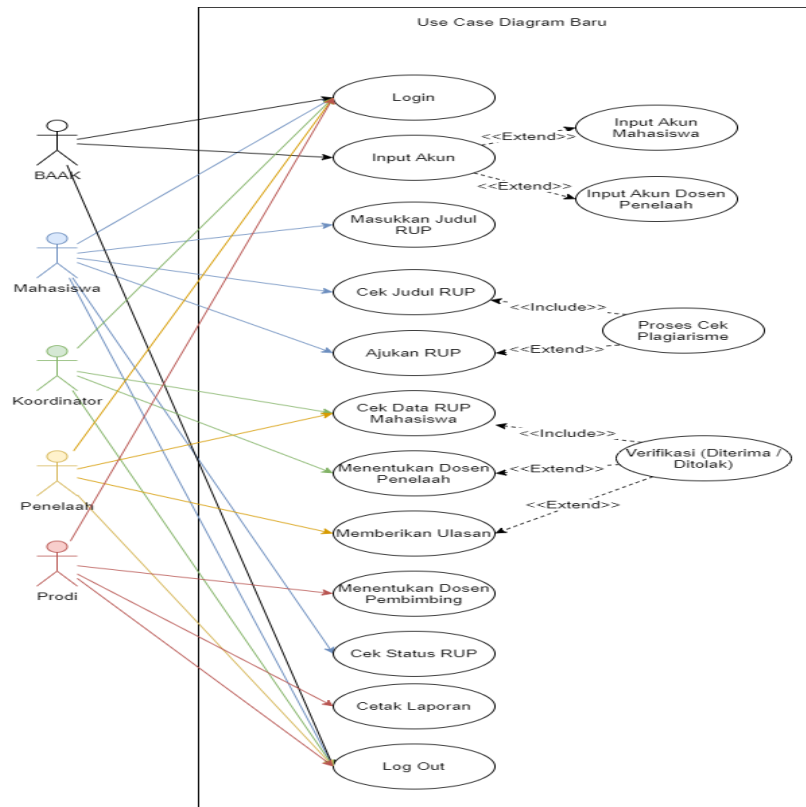 Use Case Diagram Baru
Login
Input Akun
<<Extend>>
Input Akun
Mahasiswa
<<Extend>>
Input Akun Dosen
Penelaah
BAAK
Masukkan Judul
RUP
Mahasiswa
Cek Judul RUP
<<Include>>
Proses Cek
Plagiarisme
Ajukan RUP
<<Extend>>
Koordinator
Cek Data RUP
Mahasiswa
<<Include>>
Verifikasi (Diterima /
Ditolak)
Menentukan Dosen
Penelaah
<<Extend>>
<<Extend>>
Penelaah
Memberikan Ulasan
Prodi
Menentukan Dosen
Pembimbing
Cek Status RUP
Cetak Laporan
Log Out